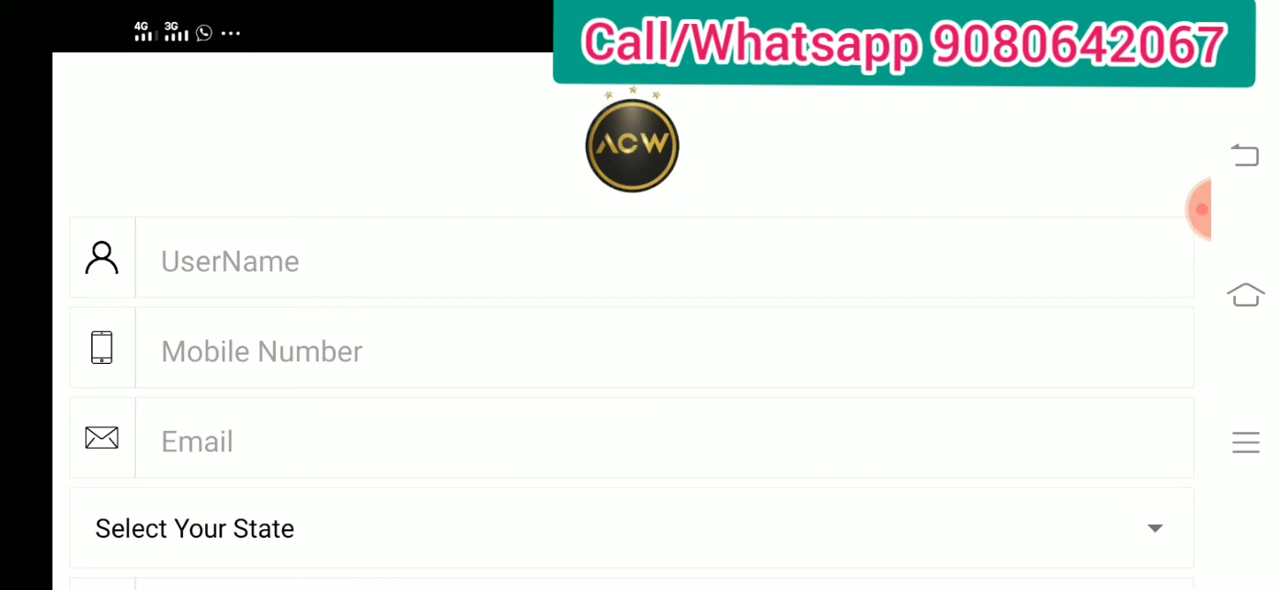 4G 3G
Call/Whatsapp 9080642067
ACW
UserName
Mobile Number
Email
Select Your State